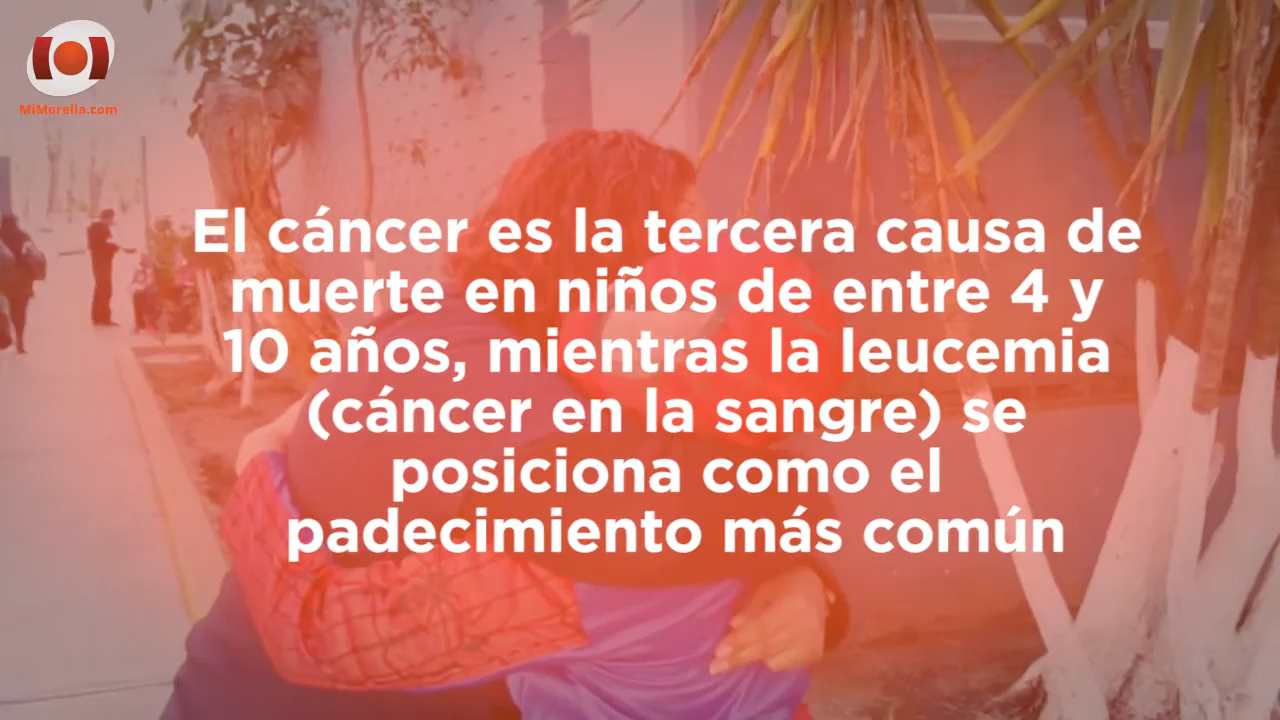 MiMorelia.com
El cáncer es la tercera causa de
muerte en niños de entre 4 y
10 años, mientras la leucemia
(cáncer en la sangre) se
posiciona como el
padecimiento más común